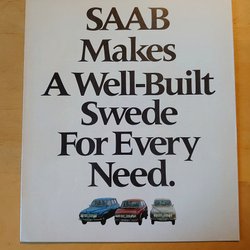 SAAB
Makes
A Well-Built
Swede
For Every
Need.